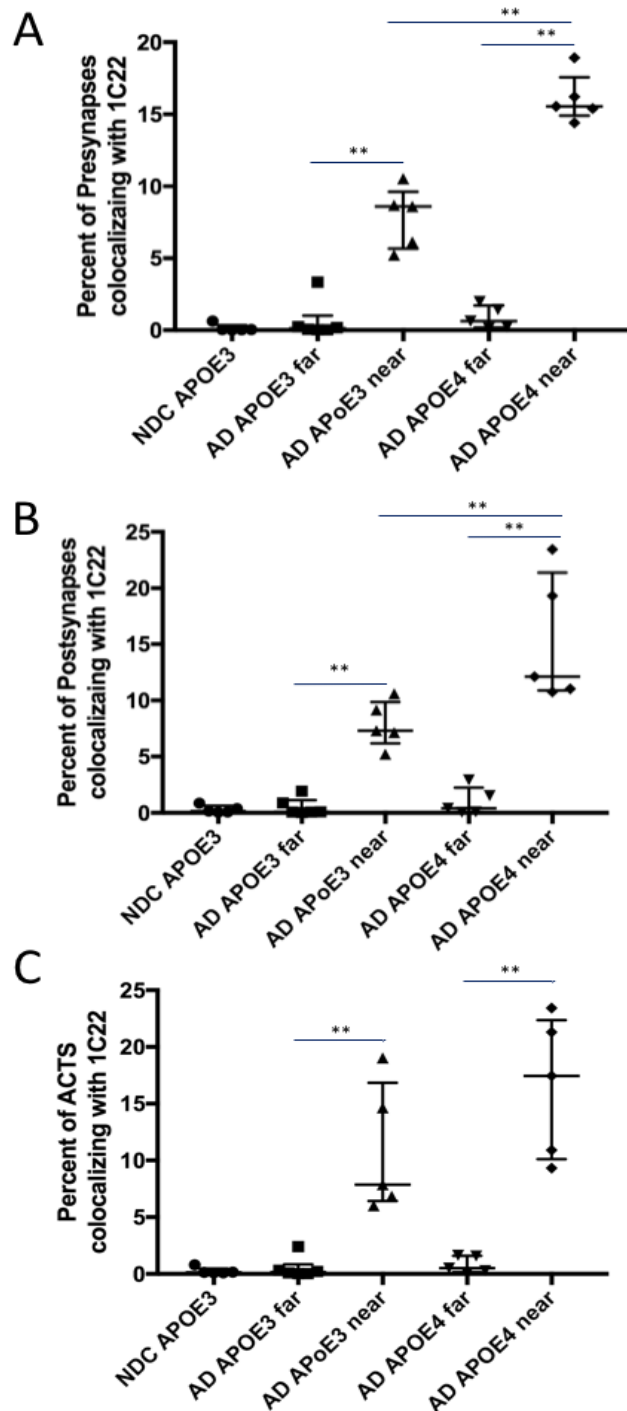 A
Percent of Presynapses
colocalizaing with 1C22
20
15
10
5
0
**
**
**
NDC APOE3
AD APOE3 far
AD APoE3 near
AD APOE4 far
AD APOE4 near
B
Percent of Postsynapses
colocalizaing with 1C22
25
20
15
10
5
0
**
**
**
NDC APOE3
AD APOE3 far
AD APoE3 near
AD APOE4 far
AD APOE4 near
C
Percent of ACTS
colocalizing with 1C22
25
20
15
10
5
0
**
**
NDC APOE3
AD APOE3 far
AD APoE3 near
AD APOE4 far
AD APOE4 near